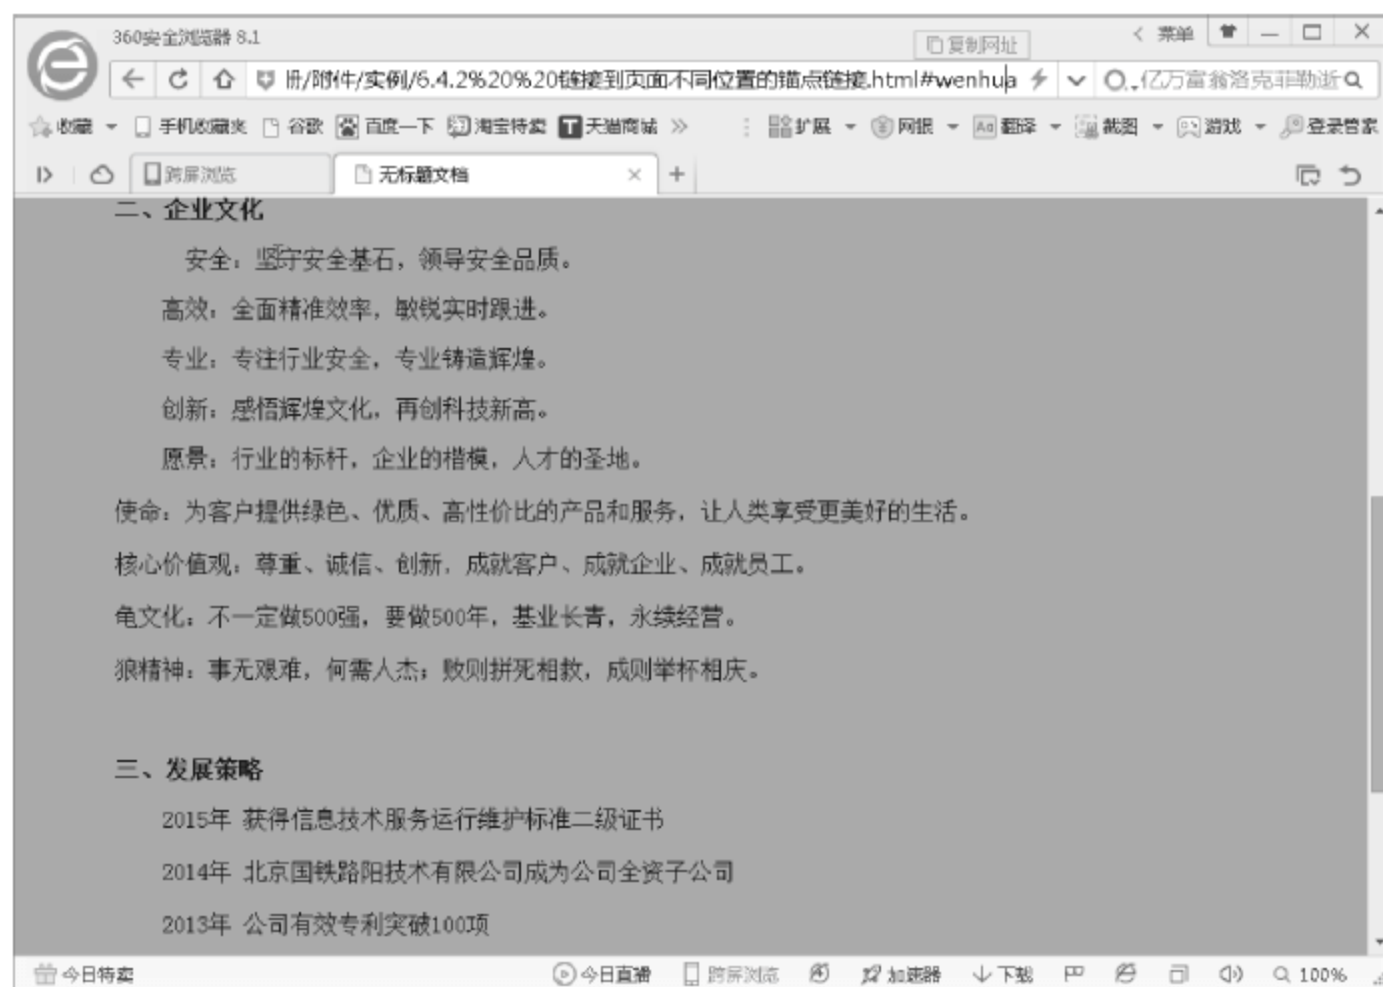 360安全浏览器 8.1
复制网址
菜单
册/附件/实例/6.4.2%20%20链接到页面不同位置的锚点链接.html#wenhua
亿万富翁洛克菲勒逝
收藏 手机收藏夹 谷歌 百度一下 淘宝特卖 天猫商城 » 扩展 网银 翻译 截图 游戏 登录管家
跨屏浏览 无标题文档
二、企业文化
安全：坚守安全基石，领导安全品质。
高效：全面精准效率，敏锐实时跟进。
专业：专注行业安全，专业铸造辉煌。
创新：感悟辉煌文化，再创科技新高。
愿景：行业的标杆，企业的楷模，人才的圣地。
使命：为客户提供绿色、优质、高性价比的产品和服务，让人类享受更美好的生活。
核心价值观：尊重、诚信、创新，成就客户、成就企业、成就员工。
龟文化：不一定做500强，要做500年，基业长青，永续经营。
狼精神：事无艰难，何需人杰；败则拼死相救，成则举杯相庆。
三、发展策略
2015年 获得信息技术服务运行维护标准二级证书
2014年 北京国铁路阳技术有限公司成为公司全资子公司
2013年 公司有效专利突破100项
今日特卖 今日直播 跨屏浏览 加速器 下载 100%